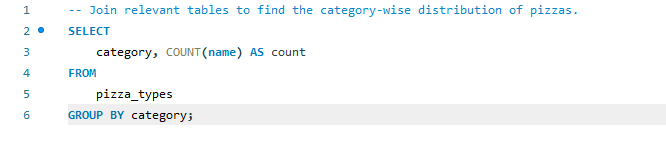 1 -- Join relevant tables to find the category-wise distribution of pizzas.
2 SELECT
3 category, COUNT(name) AS count
4 FROM
5 pizza_types
6 GROUP BY category;